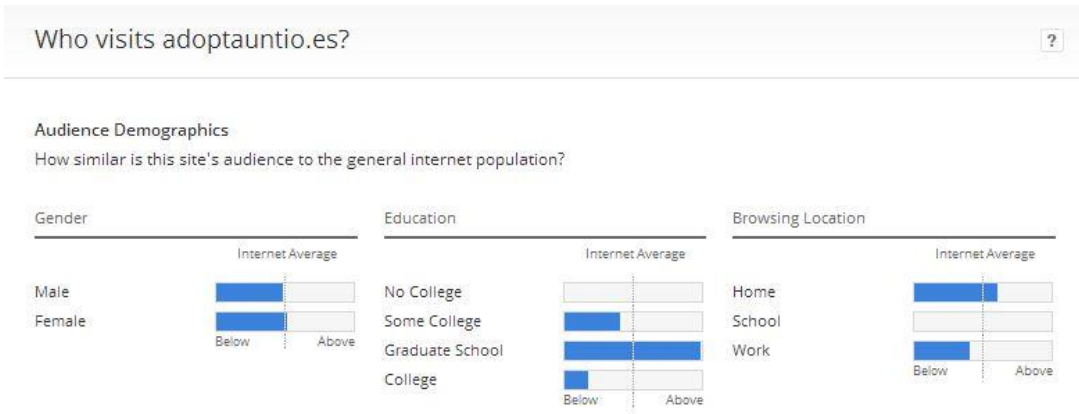 Who visits adoptauntio.es?
?
Audience Demographics
How similar is this site's audience to the general internet population?
Gender
Internet Average
Male
Female
Below Above
Education
Internet Average
No College
Some College
Graduate School
College
Below Above
Browsing Location
Internet Average
Home
School
Work
Below Above